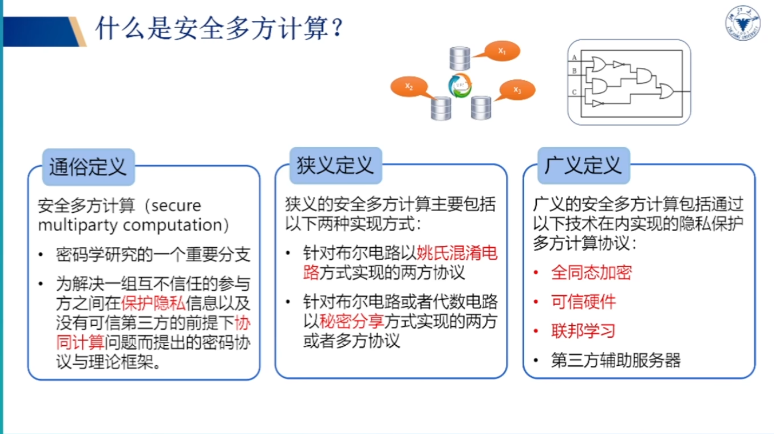 什么是安全多方计算？
X₁
X₂
X₃
A
B
C
通俗定义
安全多方计算（secure
multiparty computation）
• 密码学研究的一个重要分支
• 为解决一组互不信任的参与
方之间在保护隐私信息以及
没有可信第三方的前提下协
同计算问题而提出的密码协
议与理论框架。
狭义定义
狭义的安全多方计算主要包括
以下两种实现方式：
• 针对布尔电路以姚氏混淆电
路方式实现的两方协议
• 针对布尔电路或者代数电路
以秘密分享方式实现的两方
或者多方协议
广义定义
广义的安全多方计算包括通过
以下技术在内实现的隐私保护
多方计算协议：
• 全同态加密
• 可信硬件
• 联邦学习
• 第三方辅助服务器